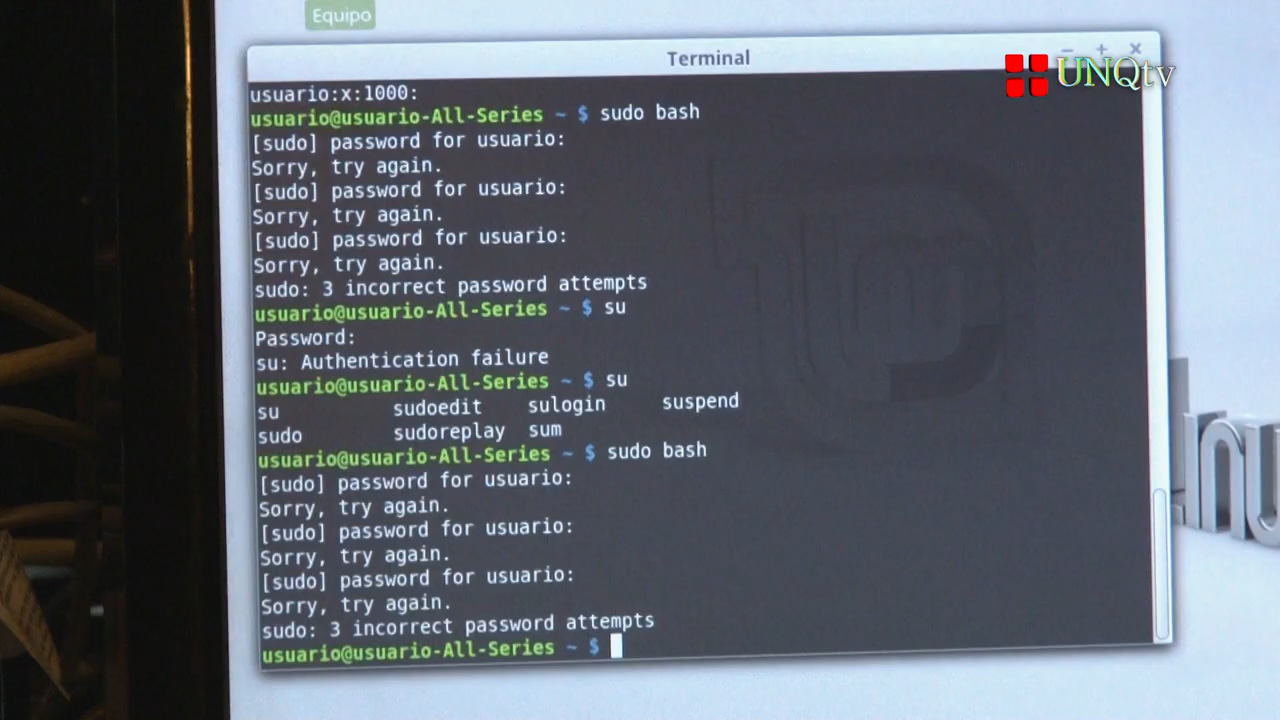 Equipo
Terminal
UNQtv
usuario:x:1000:
usuario@usuario-All-Series ~ $ sudo bash
[sudo] password for usuario:
Sorry, try again.
[sudo] password for usuario:
Sorry, try again.
[sudo] password for usuario:
Sorry, try again.
sudo: 3 incorrect password attempts
usuario@usuario-All-Series ~ $ su
Password:
su: Authentication failure
usuario@usuario-All-Series ~ $ su
su sudoedit sulogin suspend
sudo sudoreplay sum
usuario@usuario-All-Series ~ $ sudo bash
[sudo] password for usuario:
Sorry, try again.
[sudo] password for usuario:
Sorry, try again.
[sudo] password for usuario:
Sorry, try again.
sudo: 3 incorrect password attempts
usuario@usuario-All-Series ~ $